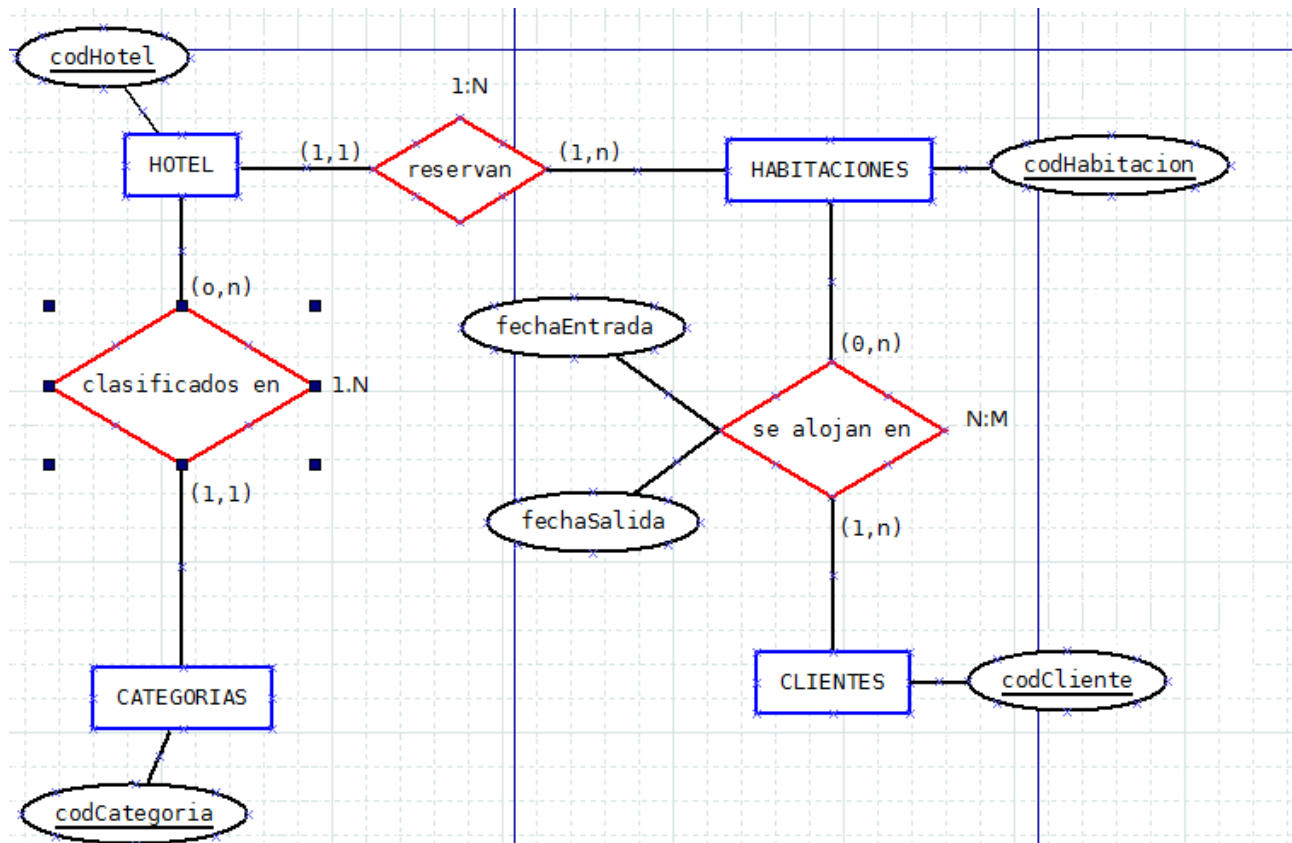 codHotel
1:N
HOTEL
(1,1)
reservan
(1,n)
HABITACIONES
codHabitacion
(o,n)
clasificados en
1.N
(1,1)
fechaEntrada
(0,n)
se alojan en
N:M
fechaSalida
(1,n)
CATEGORIAS
CLIENTES
codCliente
codCategoria